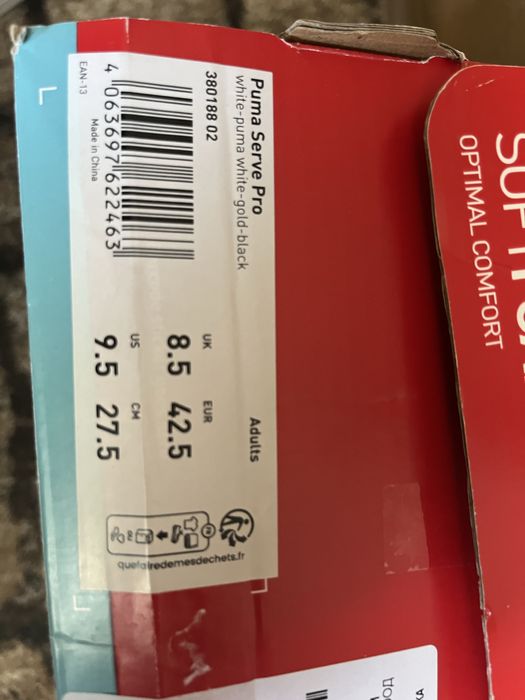 Puma Serve Pro
white-puma white-gold-black
Adults
380188 02
UK EUR
8.5 42.5
US CM
9.5 27.5
4 063697 622463
EAN-13
Made in China
quefairedemesdechets.fr
OPTIMAL COMFORT